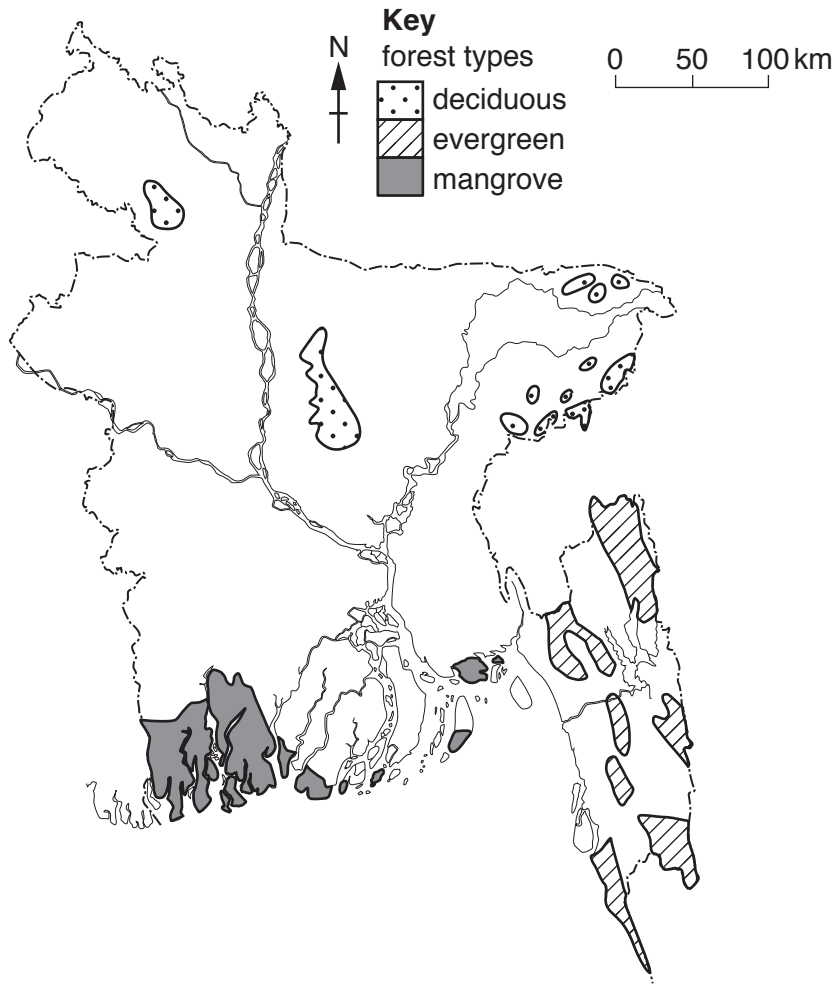 Key
N
forest types
0 50 100 km
deciduous
evergreen
mangrove